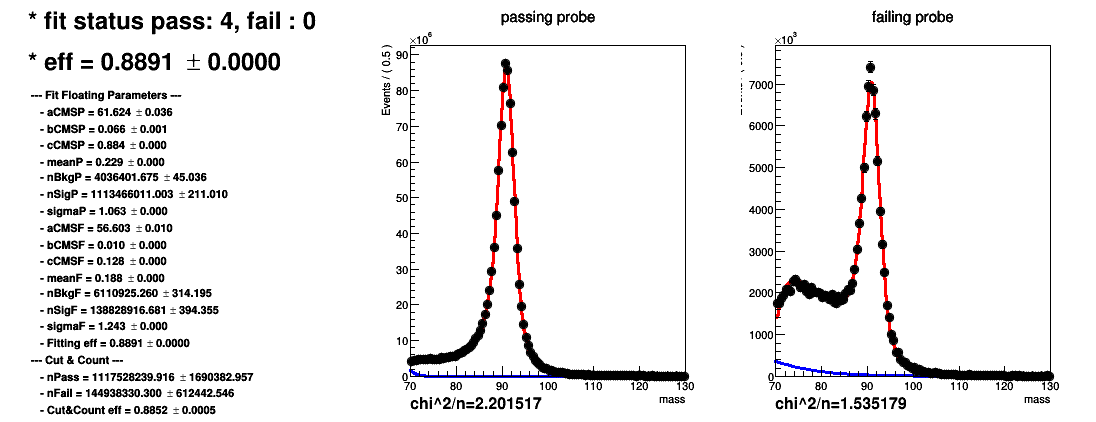 * fit status pass: 4, fail : 0
* eff = 0.8891 ± 0.0000
--- Fit Floating Parameters ---
- aCMSP = 61.624 ± 0.036
- bCMSP = 0.066 ± 0.001
- cCMSP = 0.884 ± 0.000
- meanP = 0.229 ± 0.000
- nBkgP = 4036401.675 ± 45.036
- nSigP = 1113466011.003 ± 211.010
- sigmaP = 1.063 ± 0.000
- aCMSF = 56.603 ± 0.010
- bCMSF = 0.010 ± 0.000
- cCMSF = 0.128 ± 0.000
- meanF = 0.188 ± 0.000
- nBkgF = 6110925.260 ± 314.195
- nSigF = 138828916.681 ± 394.355
- sigmaF = 1.243 ± 0.000
- Fitting eff = 0.8891 ± 0.0000
--- Cut & Count ---
- nPass = 1117528239.916 ± 1690382.957
- nFail = 144938330.300 ± 612442.546
- Cut&Count eff = 0.8852 ± 0.0005
passing probe
×10^6
Events / ( 0.5 )
90
80
70
60
50
40
30
20
10
0
70 80 90 100 110 120 130
mass
chi^2/n=2.201517
failing probe
×10^3
7000
6000
5000
4000
3000
2000
1000
0
70 80 90 100 110 120 130
mass
chi^2/n=1.535179